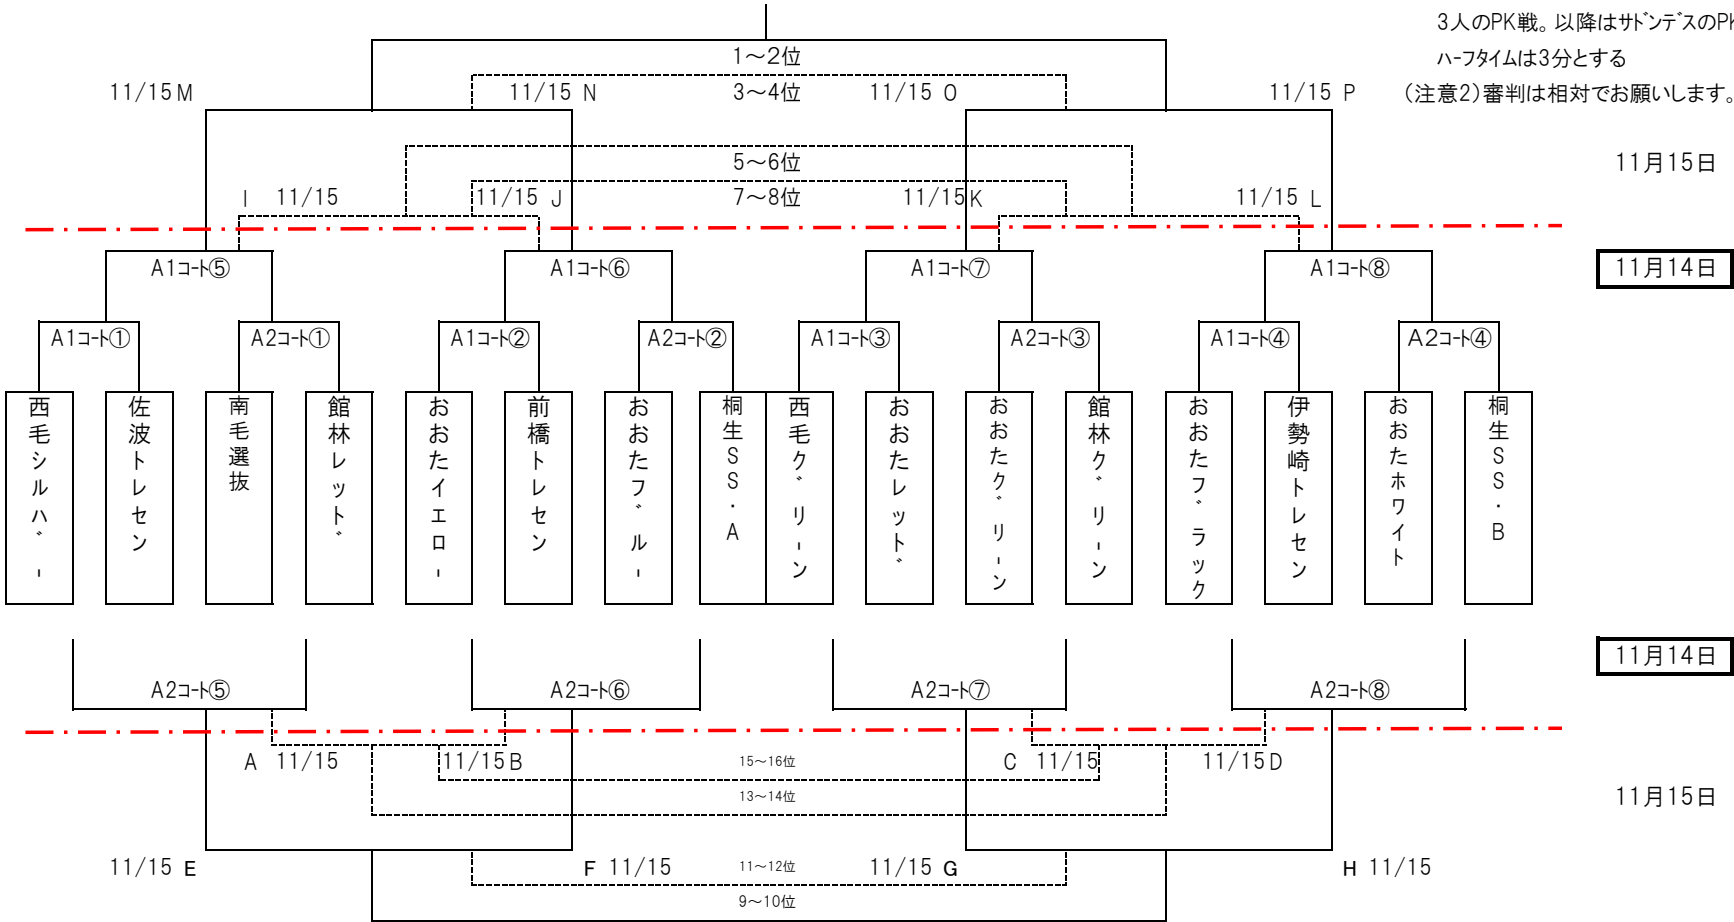 3人のPK戦。以降はサドンデスのPK
1～2位
ハーフタイムは3分とする
11/15 M
11/15 N
3～4位
11/15 O
11/15 P
（注意2）審判は相対でお願いします。
5～6位
11月15日
I 11/15
11/15 J
7～8位
11/15 K
11/15 L
A1コート⑤
A1コート⑥
A1コート⑦
A1コート⑧
11月14日
A1コート①
A2コート①
A1コート②
A2コート②
A1コート③
A2コート③
A1コート④
A2コート④
西毛シルバー
佐波トレセン
南毛選抜
館林レッド
おおたイエロー
前橋トレセン
おおたブルー
桐生SS・A
西毛グリーン
おおたレッド
おおたグリーン
館林グリーン
おおたブラック
伊勢崎トレセン
おおたホワイト
桐生SS・B
11月14日
A2コート⑤
A2コート⑥
A2コート⑦
A2コート⑧
A 11/15
11/15 B
15～16位
C 11/15
11/15 D
13～14位
11月15日
11/15 E
F 11/15
11～12位
11/15 G
H 11/15
9～10位